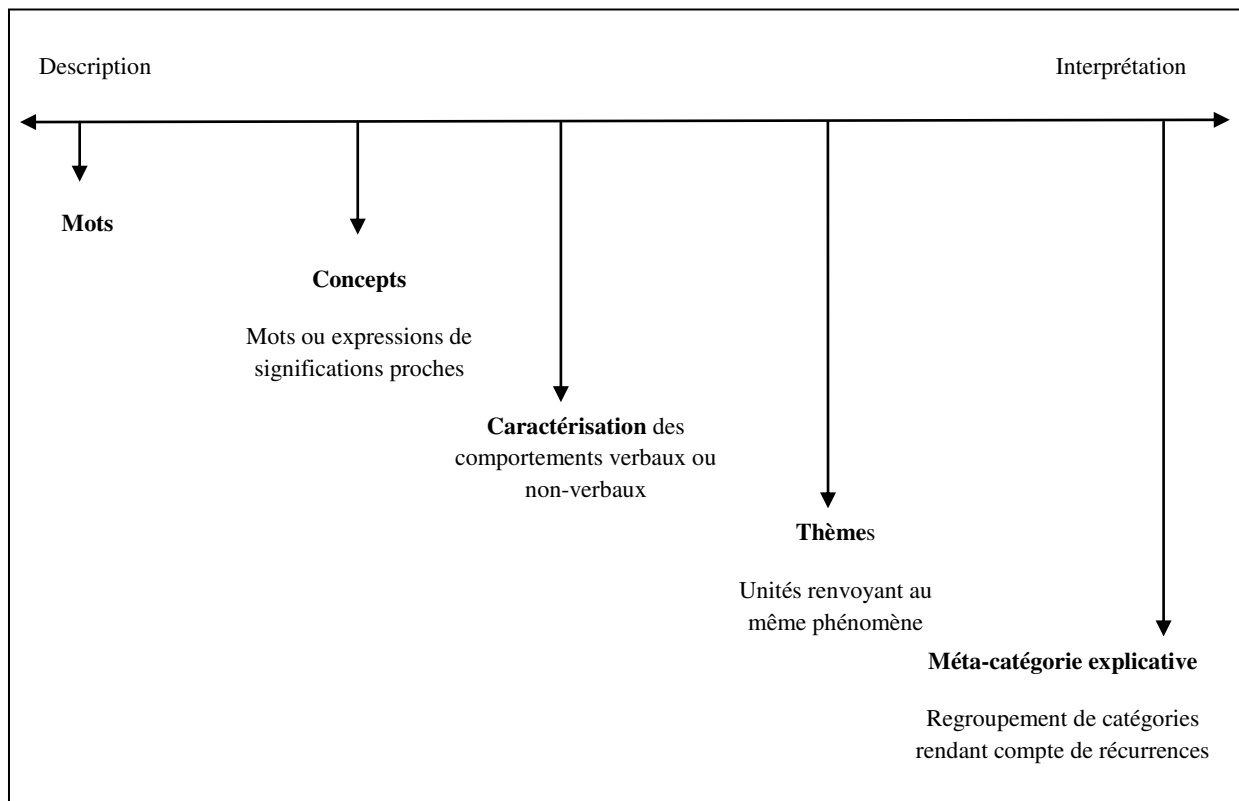 Description
Interprétation
Mots
Concepts
Mots ou expressions de
significations proches
Caractérisation des
comportements verbaux ou
non-verbaux
Thèmes
Unités renvoyant au
même phénomène
Méta-catégorie explicative
Regroupement de catégories
rendant compte de récurrences